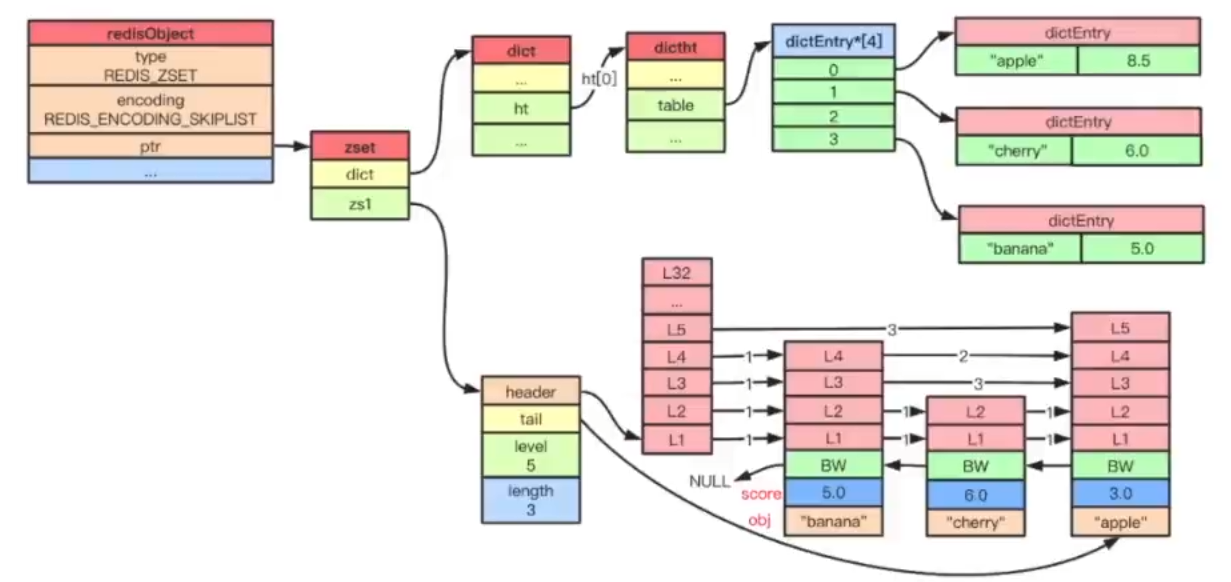 redisObject
type
REDIS_ZSET
encoding
REDIS_ENCODING_SKIPLIST
ptr
...
zset
dict
zs1
dict
...
ht
...
ht[0]
dictht
...
table
...
dictEntry*[4]
0
1
2
3
dictEntry
"apple" 8.5
dictEntry
"cherry" 6.0
dictEntry
"banana" 5.0
header
tail
level
5
length
3
L32
...
L5
L4
L3
L2
L1
3
1
1
1
1
NULL
score
obj
L4
L3
L2
L1
BW
5.0
"banana"
2
3
1
1
L2
L1
BW
6.0
"cherry"
1
1
L5
L4
L3
L2
L1
BW
3.0
"apple"